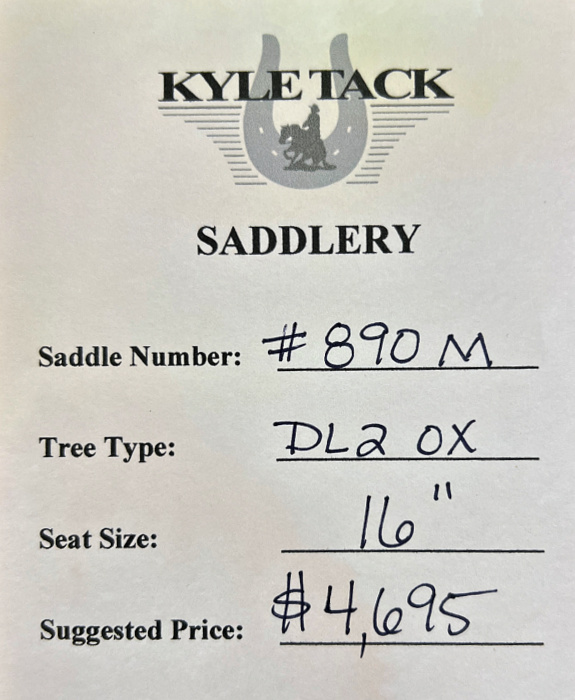 KYLE TACK
SADDLERY
Saddle Number: # 890 M
Tree Type: DL2 OX
Seat Size: 16"
Suggested Price: $4,695